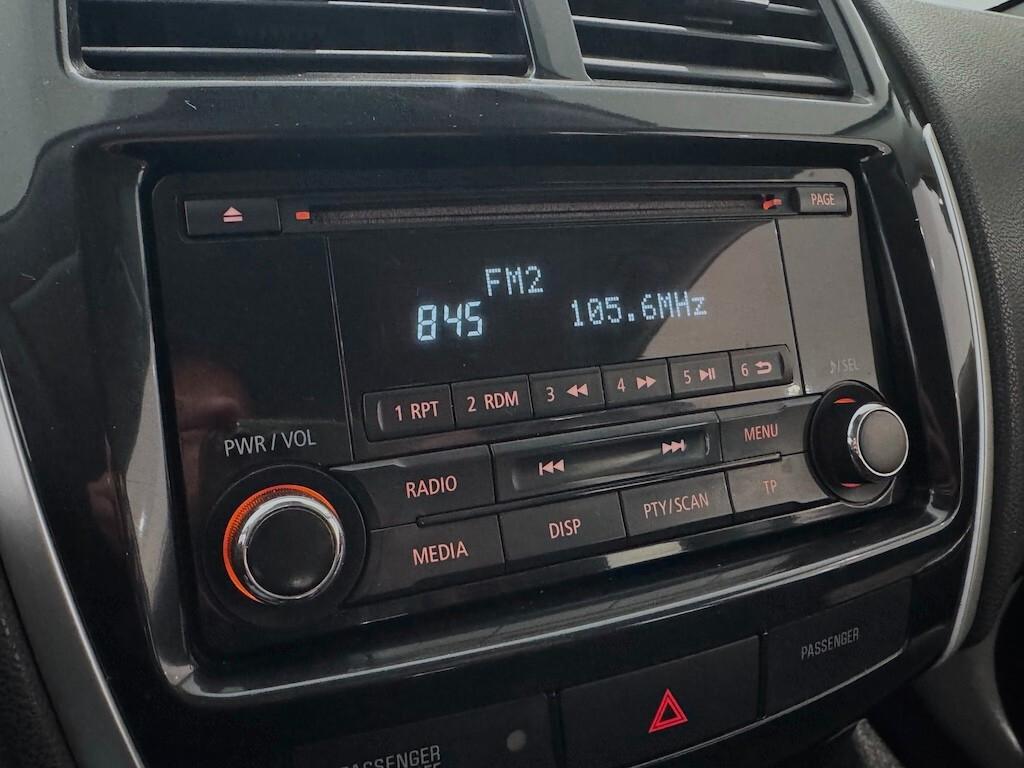 PAGE
FM2
845 105.6MHz
1 RPT 2 RDM 3 4 5 6
♪/SEL
PWR / VOL
MENU
RADIO
TP
PTY/SCAN
DISP
MEDIA
PASSENGER
PASSENGER